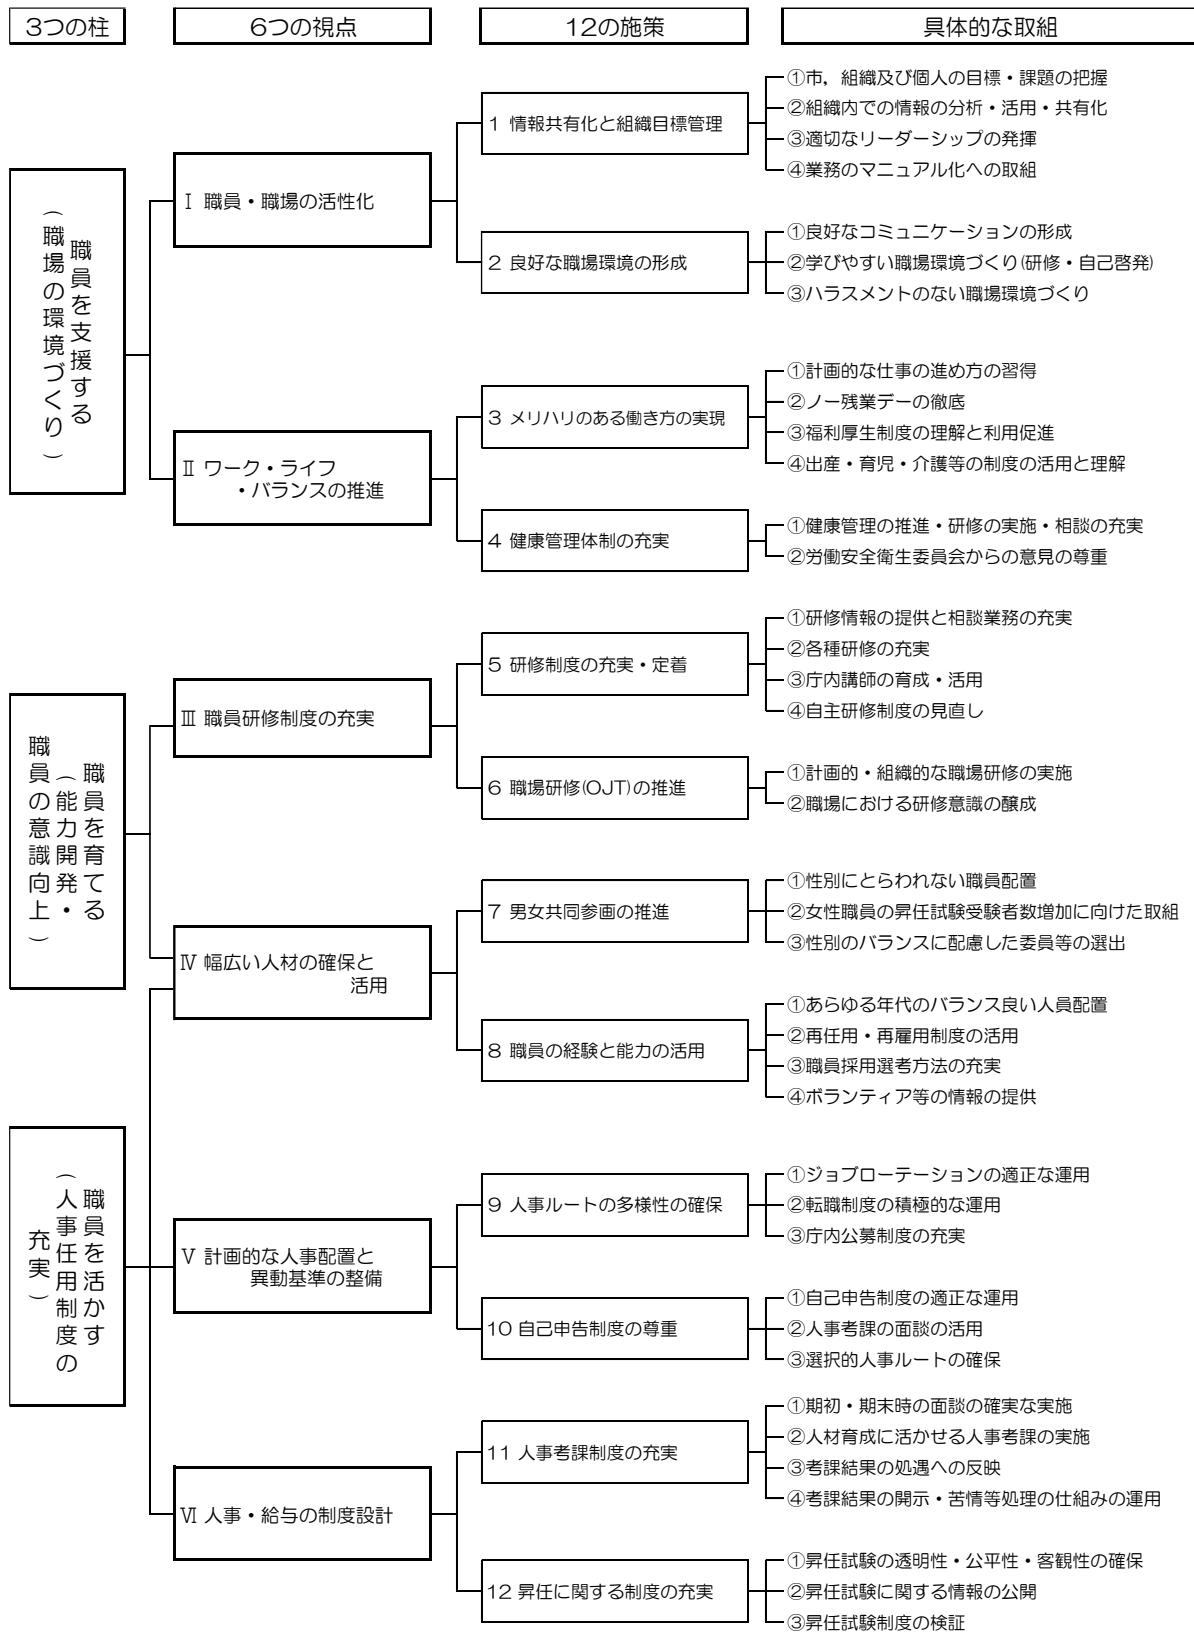 3つの柱
6つの視点
12の施策
具体的な取組
職員を支援する
（職場の環境づくり）
Ⅰ 職員・職場の活性化
1 情報共有化と組織目標管理
①市，組織及び個人の目標・課題の把握
②組織内での情報の分析・活用・共有化
③適切なリーダーシップの発揮
④業務のマニュアル化への取組
2 良好な職場環境の形成
①良好なコミュニケーションの形成
②学びやすい職場環境づくり(研修・自己啓発)
③ハラスメントのない職場環境づくり
Ⅱ ワーク・ライフ
・バランスの推進
3 メリハリのある働き方の実現
①計画的な仕事の進め方の習得
②ノー残業デーの徹底
③福利厚生制度の理解と利用促進
④出産・育児・介護等の制度の活用と理解
4 健康管理体制の充実
①健康管理の推進・研修の実施・相談の充実
②労働安全衛生委員会からの意見の尊重
職員を育てる
（能力開発・
職員の意識向上）
Ⅲ 職員研修制度の充実
5 研修制度の充実・定着
①研修情報の提供と相談業務の充実
②各種研修の充実
③庁内講師の育成・活用
④自主研修制度の見直し
6 職場研修(OJT)の推進
①計画的・組織的な職場研修の実施
②職場における研修意識の醸成
Ⅳ 幅広い人材の確保と
活用
7 男女共同参画の推進
①性別にとらわれない職員配置
②女性職員の昇任試験受験者数増加に向けた取組
③性別のバランスに配慮した委員等の選出
8 職員の経験と能力の活用
①あらゆる年代のバランス良い人員配置
②再任用・再雇用制度の活用
③職員採用選考方法の充実
④ボランティア等の情報の提供
職員を活かす
（人事任用制度の
充実）
Ⅴ 計画的な人事配置と
異動基準の整備
9 人事ルートの多様性の確保
①ジョブローテーションの適正な運用
②転職制度の積極的な運用
③庁内公募制度の充実
10 自己申告制度の尊重
①自己申告制度の適正な運用
②人事考課の面談の活用
③選択的人事ルートの確保
Ⅵ 人事・給与の制度設計
11 人事考課制度の充実
①期初・期末時の面談の確実な実施
②人材育成に活かせる人事考課の実施
③考課結果の処遇への反映
④考課結果の開示・苦情等処理の仕組みの運用
12 昇任に関する制度の充実
①昇任試験の透明性・公平性・客観性の確保
②昇任試験に関する情報の公開
③昇任試験制度の検証